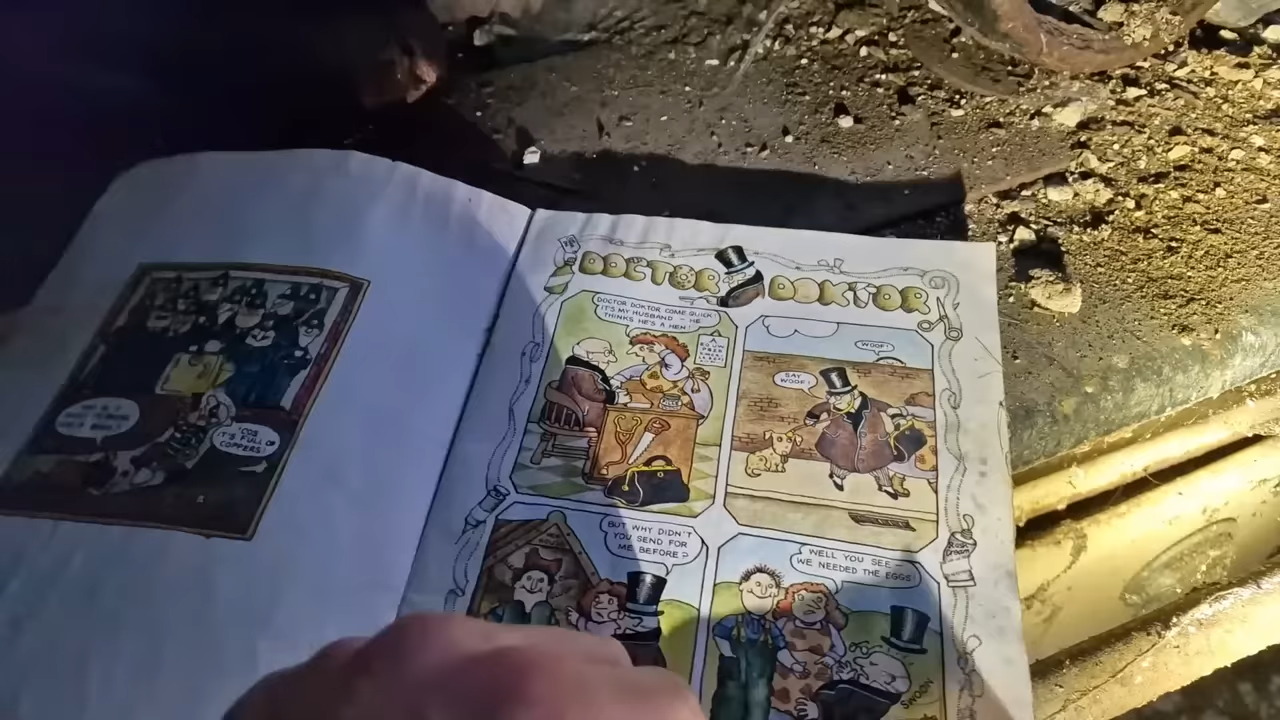 'COS
IT'S FULL OF
COPPERS!
DOCTOR DOKTOR
DOCTOR DOKTOR COME QUICK
IT'S MY HUSBAND - HE
THINKS HE'S A HEN!
WOOF!
SAY
WOOF!
BUT WHY DIDN'T
YOU SEND FOR
ME BEFORE?
WELL YOU SEE -
WE NEEDED THE EGGS!
SWOON